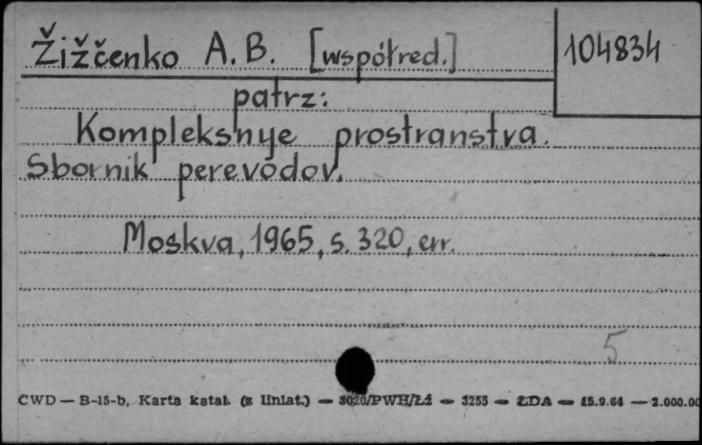 Žižčenko A. B. [współred.]
104834
patrz:
Kompleksnye prostranstva.
Sbornik perevodov.
Moskva, 1965, s. 320, err.
5
CWD — B-15-b, Karta katal. (z liniat.) — 3020/PWH/Łź — 3255 — ŁDA — 15.9.64 — 2.000.00